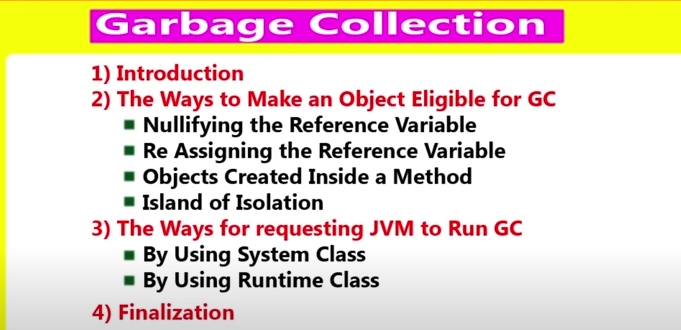 Garbage Collection
1) Introduction
2) The Ways to Make an Object Eligible for GC
Nullifying the Reference Variable
Re Assigning the Reference Variable
Objects Created Inside a Method
Island of Isolation
3) The Ways for requesting JVM to Run GC
By Using System Class
By Using Runtime Class
4) Finalization